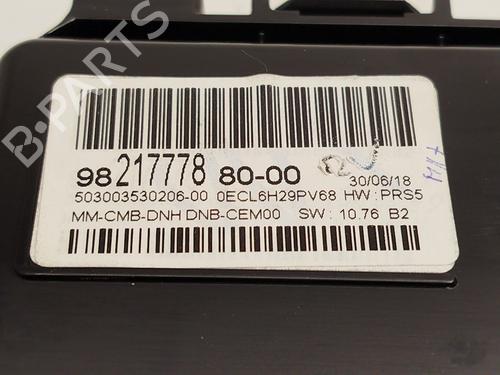 98 217778 80-00
30/06/18
503003530206-00 0ECL6H29PV68 HW:PRS5
MM-CMB-DNH DNB-CEM00 SW: 10.76 B2
B-PARTS